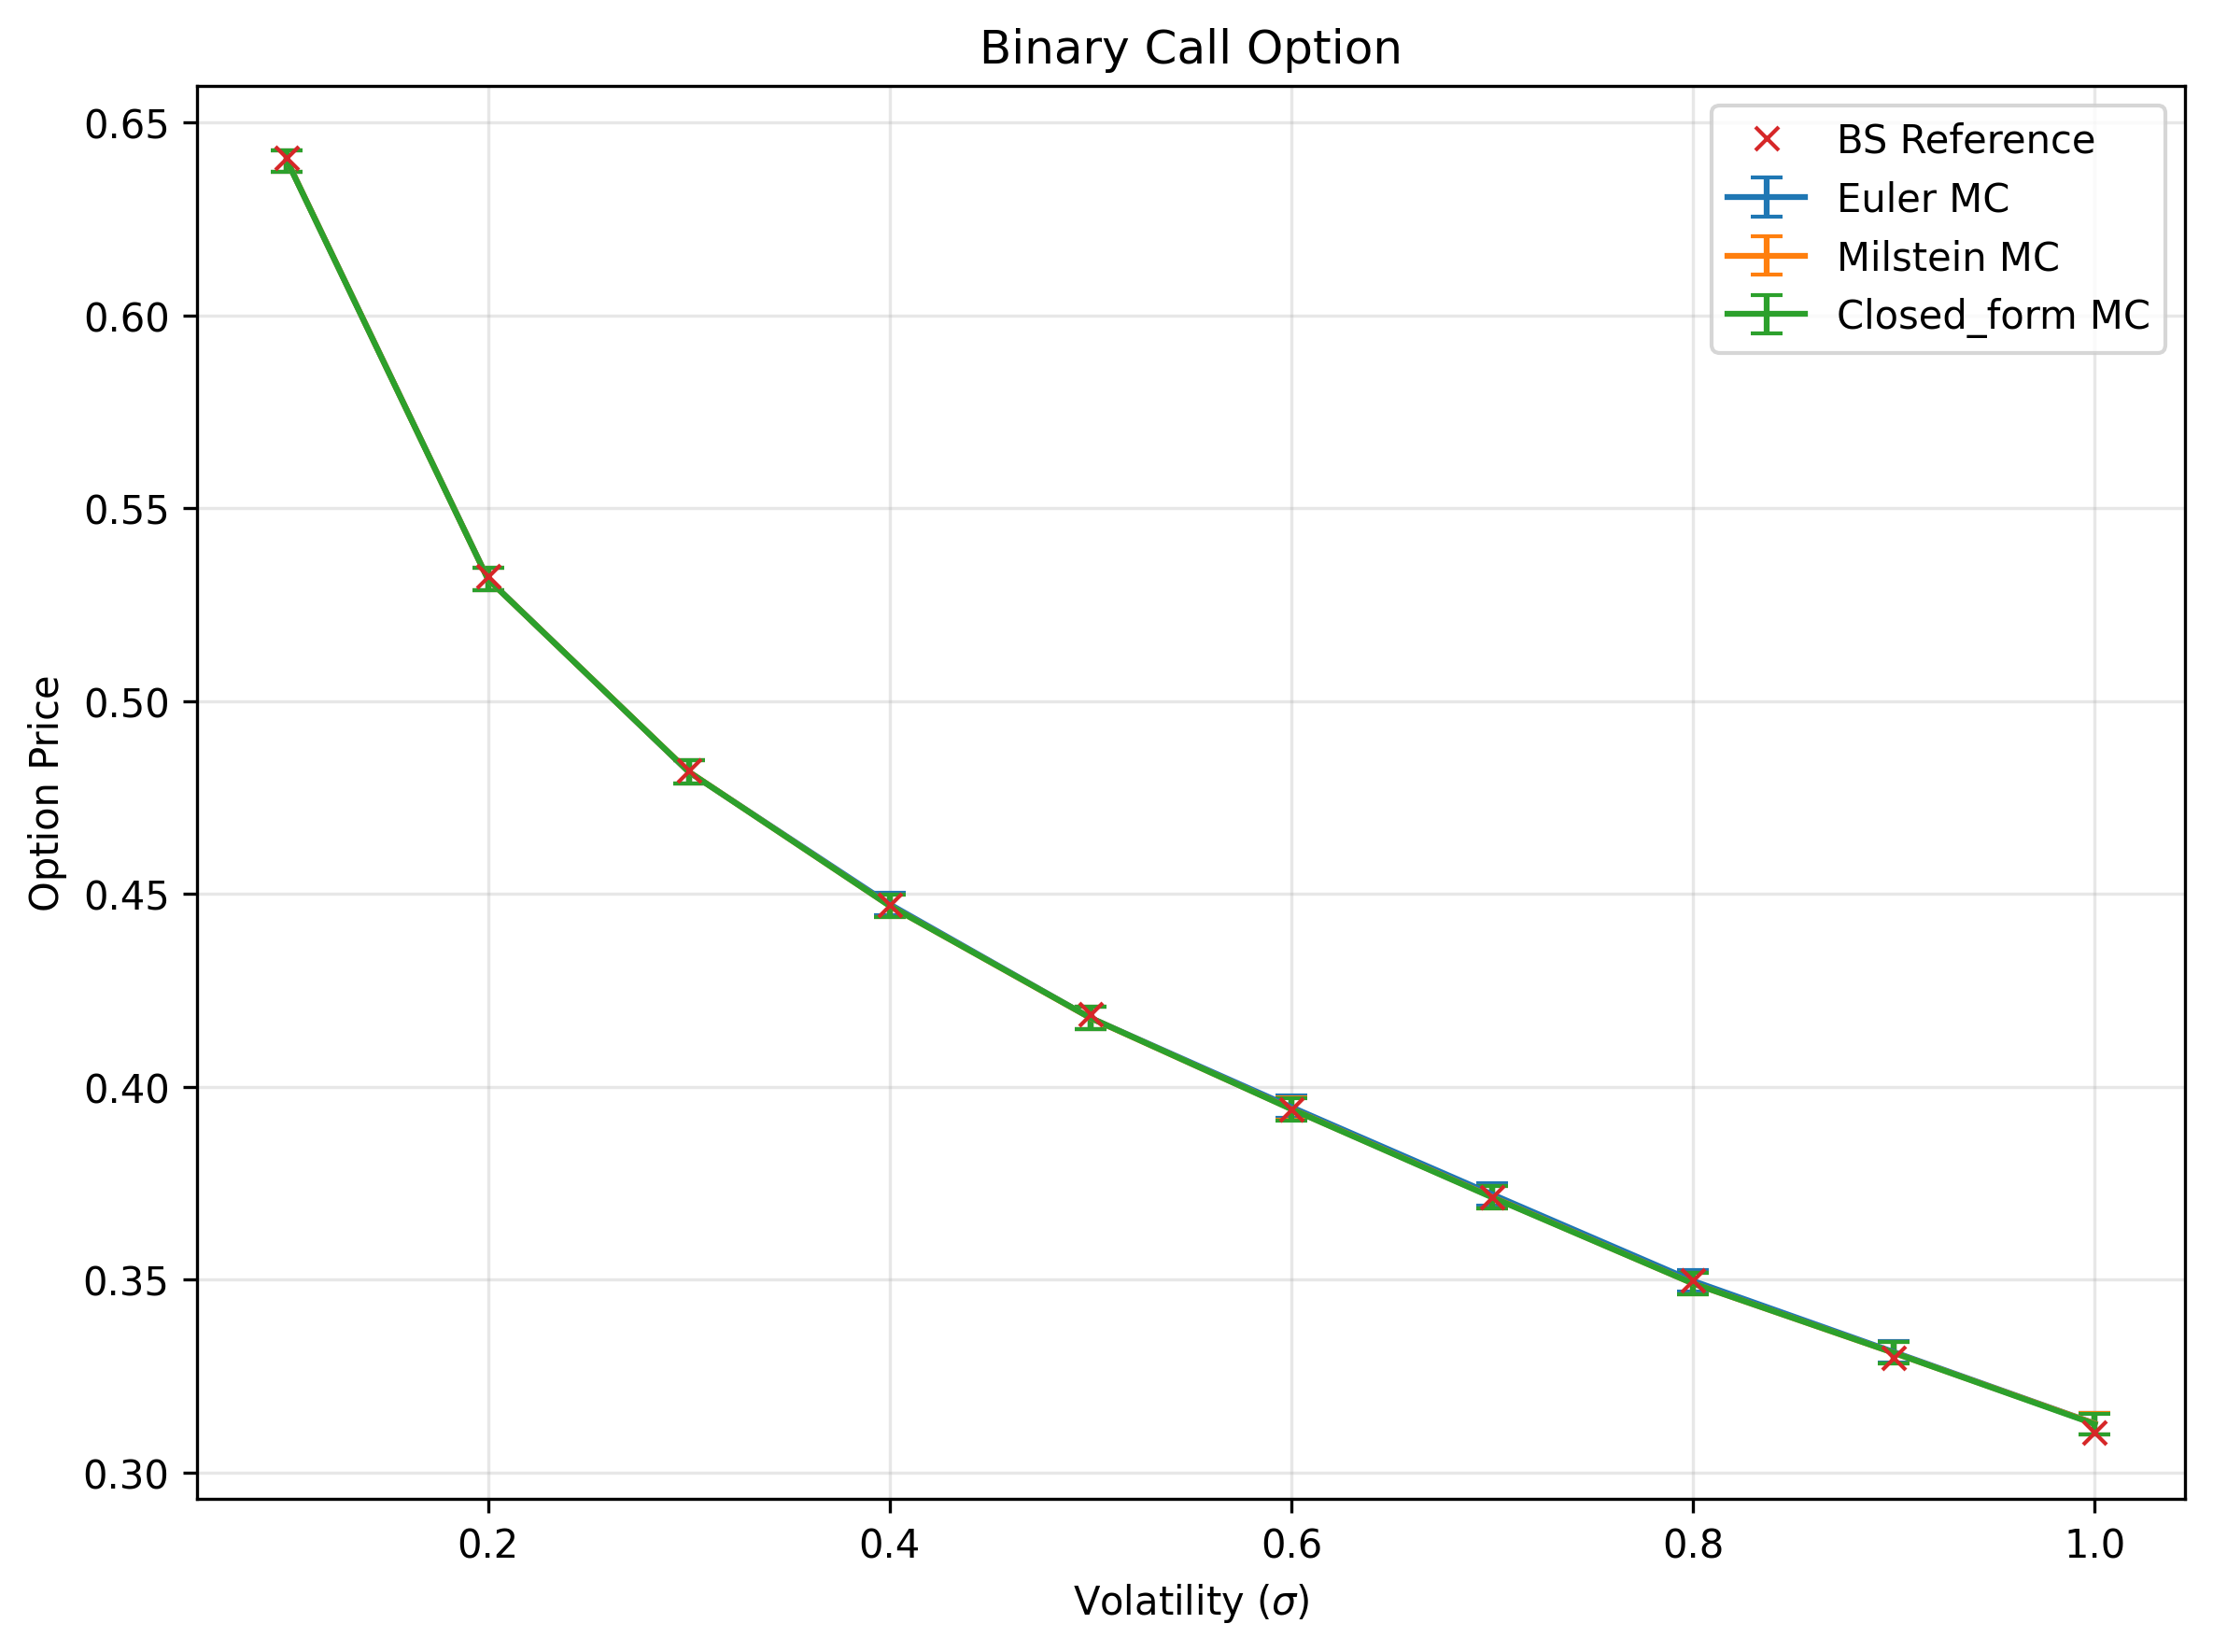 Binary Call Option
BS Reference
Euler MC
Milstein MC
Closed_form MC
Option Price
0.65
0.60
0.55
0.50
0.45
0.40
0.35
0.30
0.2
0.4
0.6
0.8
1.0
Volatility (σ)